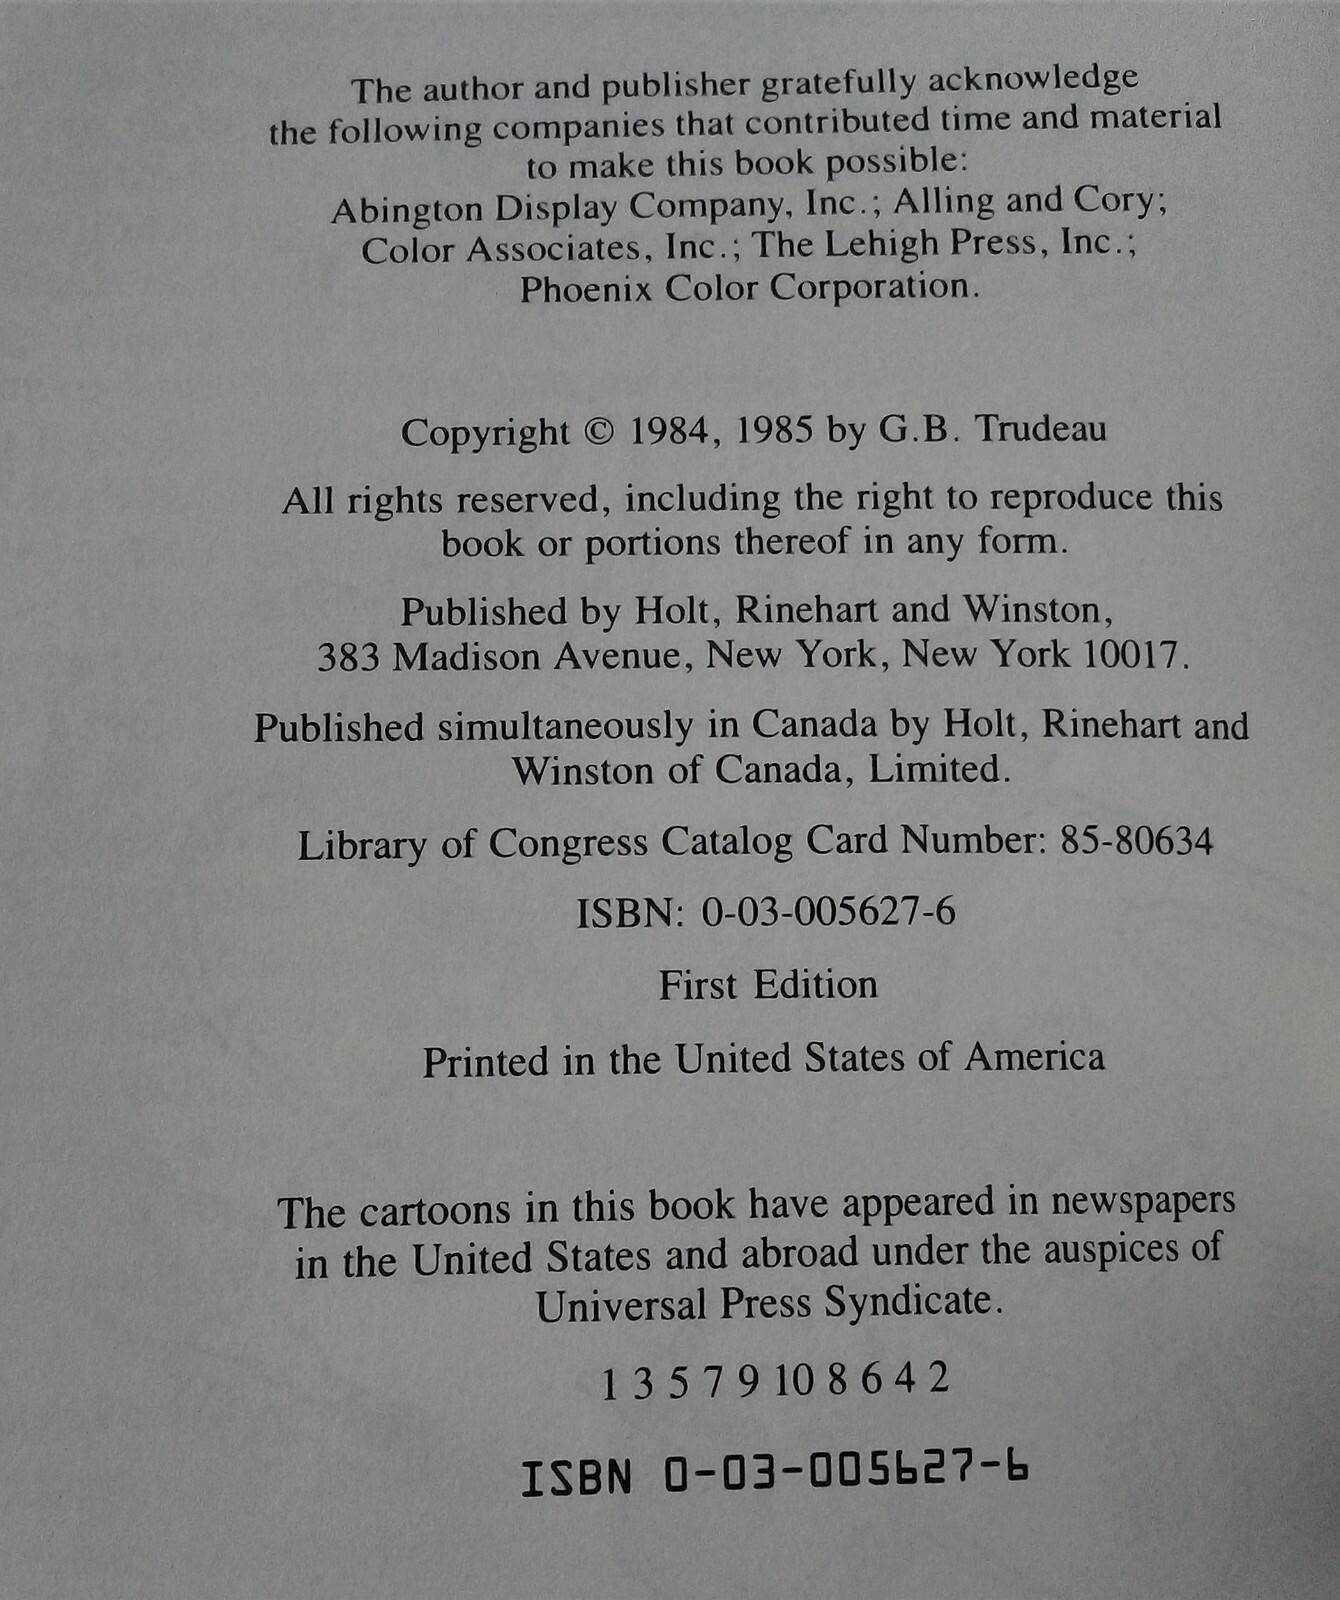 The author and publisher gratefully acknowledge
the following companies that contributed time and material
to make this book possible:
Abington Display Company, Inc.; Alling and Cory;
Color Associates, Inc.; The Lehigh Press, Inc.;
Phoenix Color Corporation.
Copyright © 1984, 1985 by G.B. Trudeau
All rights reserved, including the right to reproduce this
book or portions thereof in any form.
Published by Holt, Rinehart and Winston,
383 Madison Avenue, New York, New York 10017.
Published simultaneously in Canada by Holt, Rinehart and
Winston of Canada, Limited.
Library of Congress Catalog Card Number: 85-80634
ISBN: 0-03-005627-6
First Edition
Printed in the United States of America
The cartoons in this book have appeared in newspapers
in the United States and abroad under the auspices of
Universal Press Syndicate.
1 3 5 7 9 10 8 6 4 2
ISBN 0-03-005627-6